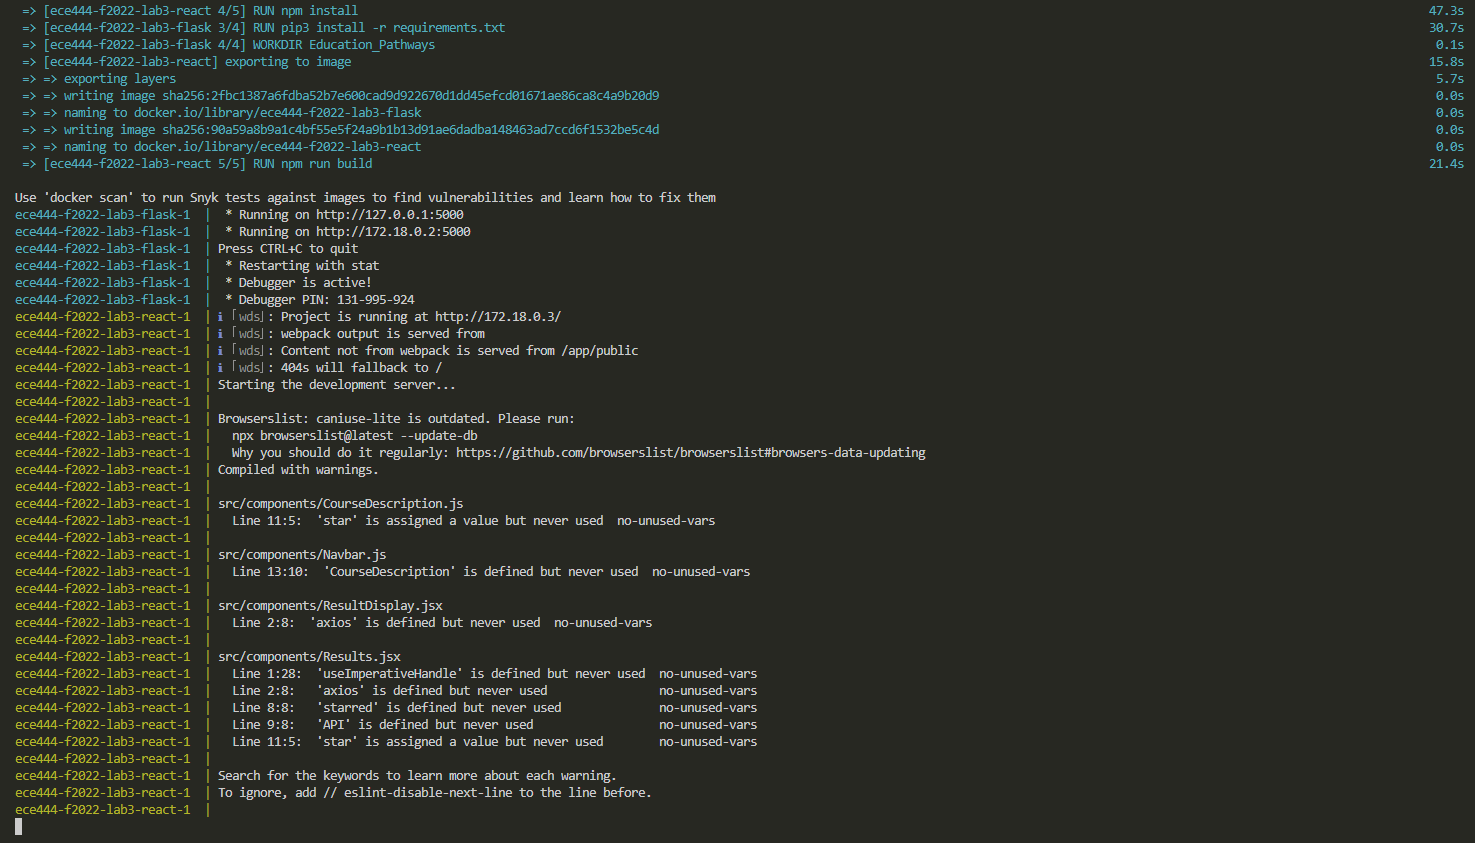 => [ece444-f2022-lab3-react 4/5] RUN npm install 47.3s
=> [ece444-f2022-lab3-flask 3/4] RUN pip3 install -r requirements.txt 30.7s
=> [ece444-f2022-lab3-flask 4/4] WORKDIR Education_Pathways 0.1s
=> [ece444-f2022-lab3-react] exporting to image 15.8s
=> => exporting layers 5.7s
=> => writing image sha256:2fbc1387a6fdba52b7e600cad9d922670d1dd45efcd01671ae86ca8c4a9b20d9 0.0s
=> => naming to docker.io/library/ece444-f2022-lab3-flask 0.0s
=> => writing image sha256:90a59a8b9a1c4bf55e5f24a9b1b13d91ae6dadba148463ad7ccd6f1532be5c4d 0.0s
=> => naming to docker.io/library/ece444-f2022-lab3-react 0.0s
=> [ece444-f2022-lab3-react 5/5] RUN npm run build 21.4s
Use 'docker scan' to run Snyk tests against images to find vulnerabilities and learn how to fix them
ece444-f2022-lab3-flask-1 | * Running on http://127.0.0.1:5000
ece444-f2022-lab3-flask-1 | * Running on http://172.18.0.2:5000
ece444-f2022-lab3-flask-1 | Press CTRL+C to quit
ece444-f2022-lab3-flask-1 | * Restarting with stat
ece444-f2022-lab3-flask-1 | * Debugger is active!
ece444-f2022-lab3-flask-1 | * Debugger PIN: 131-995-924
ece444-f2022-lab3-react-1 | ℹ ｢wds｣: Project is running at http://172.18.0.3/
ece444-f2022-lab3-react-1 | ℹ ｢wds｣: webpack output is served from
ece444-f2022-lab3-react-1 | ℹ ｢wds｣: Content not from webpack is served from /app/public
ece444-f2022-lab3-react-1 | ℹ ｢wds｣: 404s will fallback to /
ece444-f2022-lab3-react-1 | Starting the development server...
ece444-f2022-lab3-react-1 |
ece444-f2022-lab3-react-1 | Browserslist: caniuse-lite is outdated. Please run:
ece444-f2022-lab3-react-1 | npx browserslist@latest --update-db
ece444-f2022-lab3-react-1 | Why you should do it regularly: https://github.com/browserslist/browserslist#browsers-data-updating
ece444-f2022-lab3-react-1 | Compiled with warnings.
ece444-f2022-lab3-react-1 |
ece444-f2022-lab3-react-1 | src/components/CourseDescription.js
ece444-f2022-lab3-react-1 | Line 11:5: 'star' is assigned a value but never used no-unused-vars
ece444-f2022-lab3-react-1 |
ece444-f2022-lab3-react-1 | src/components/Navbar.js
ece444-f2022-lab3-react-1 | Line 13:10: 'CourseDescription' is defined but never used no-unused-vars
ece444-f2022-lab3-react-1 |
ece444-f2022-lab3-react-1 | src/components/ResultDisplay.jsx
ece444-f2022-lab3-react-1 | Line 2:8: 'axios' is defined but never used no-unused-vars
ece444-f2022-lab3-react-1 |
ece444-f2022-lab3-react-1 | src/components/Results.jsx
ece444-f2022-lab3-react-1 | Line 1:28: 'useImperativeHandle' is defined but never used no-unused-vars
ece444-f2022-lab3-react-1 | Line 2:8: 'axios' is defined but never used no-unused-vars
ece444-f2022-lab3-react-1 | Line 8:8: 'starred' is defined but never used no-unused-vars
ece444-f2022-lab3-react-1 | Line 9:8: 'API' is defined but never used no-unused-vars
ece444-f2022-lab3-react-1 | Line 11:5: 'star' is assigned a value but never used no-unused-vars
ece444-f2022-lab3-react-1 |
ece444-f2022-lab3-react-1 | Search for the keywords to learn more about each warning.
ece444-f2022-lab3-react-1 | To ignore, add // eslint-disable-next-line to the line before.
ece444-f2022-lab3-react-1 |